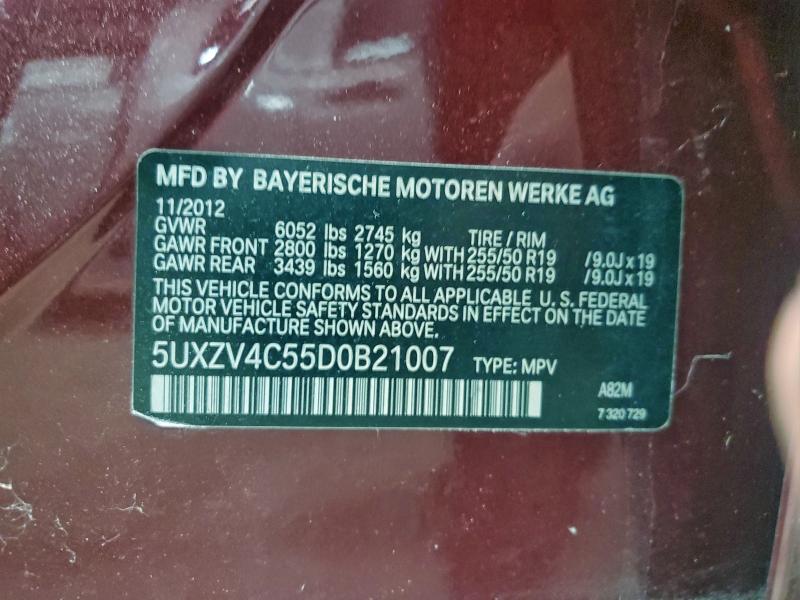 MFD BY BAYERISCHE MOTOREN WERKE AG
11/2012
GVWR 6052 lbs 2745 kg TIRE / RIM
GAWR FRONT 2800 lbs 1270 kg WITH 255/50 R19 /9.0J x 19
GAWR REAR 3439 lbs 1560 kg WITH 255/50 R19 /9.0J x 19
THIS VEHICLE CONFORMS TO ALL APPLICABLE U. S. FEDERAL
MOTOR VEHICLE SAFETY STANDARDS IN EFFECT ON THE DATE
OF MANUFACTURE SHOWN ABOVE.
5UXZV4C55D0B21007 TYPE: MPV
A82M
7 320 729